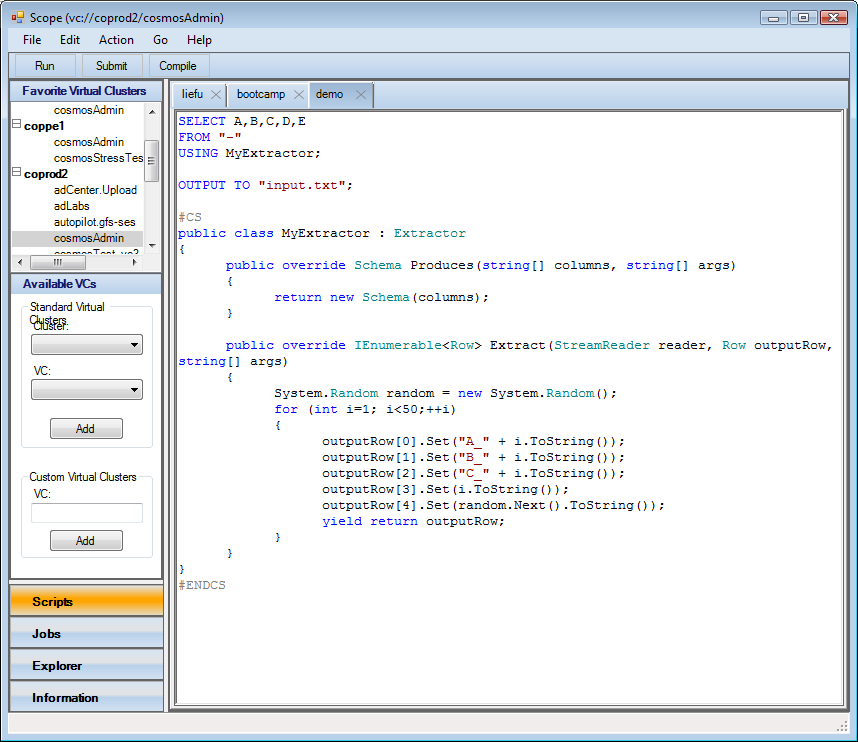 Scope (vc://coprod2/cosmosAdmin)
File Edit Action Go Help
Run Submit Compile
Favorite Virtual Clusters
cosmosAdmin
coppe1
cosmosAdmin
cosmosStressTes
coprod2
adCenter.Upload
adLabs
autopilot.gfs-ses
cosmosAdmin
Available VCs
Standard Virtual
Clusters
Cluster:
VC:
Add
Custom Virtual Clusters
VC:
Add
Scripts
Jobs
Explorer
Information
liefu bootcamp demo
SELECT A,B,C,D,E
FROM "-"
USING MyExtractor;
OUTPUT TO "input.txt";
#CS
public class MyExtractor : Extractor
{
public override Schema Produces(string[] columns, string[] args)
{
return new Schema(columns);
}
public override IEnumerable<Row> Extract(StreamReader reader, Row outputRow,
string[] args)
{
System.Random random = new System.Random();
for (int i=1; i<50;++i)
{
outputRow[0].Set("A_" + i.ToString());
outputRow[1].Set("B_" + i.ToString());
outputRow[2].Set("C_" + i.ToString());
outputRow[3].Set(i.ToString());
outputRow[4].Set(random.Next().ToString());
yield return outputRow;
}
}
}
#ENDCS